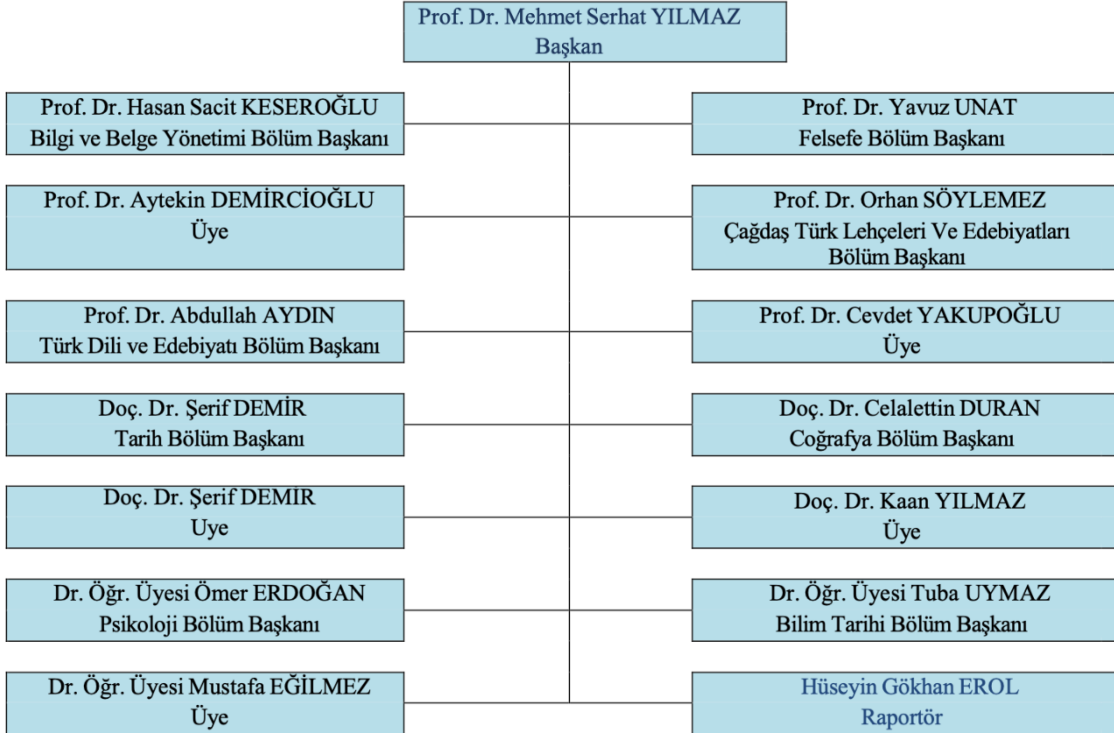 Prof. Dr. Mehmet Serhat YILMAZ
Başkan
Prof. Dr. Hasan Sacit KESEROĞLU
Bilgi ve Belge Yönetimi Bölüm Başkanı
Prof. Dr. Yavuz UNAT
Felsefe Bölüm Başkanı
Prof. Dr. Aytekin DEMİRCİOĞLU
Üye
Prof. Dr. Orhan SÖYLEMEZ
Çağdaş Türk Lehçeleri Ve Edebiyatları
Bölüm Başkanı
Prof. Dr. Abdullah AYDIN
Türk Dili ve Edebiyatı Bölüm Başkanı
Prof. Dr. Cevdet YAKUPOĞLU
Üye
Doç. Dr. Şerif DEMİR
Tarih Bölüm Başkanı
Doç. Dr. Celalettin DURAN
Coğrafya Bölüm Başkanı
Doç. Dr. Şerif DEMİR
Uye
Doç. Dr. Kaan YILMAZ
Üye
Dr. Öğr. Üyesi Ömer ERDOĞAN
Psikoloji Bölüm Başkanı
Dr. Öğr. Üyesi Tuba UYMAZ
Bilim Tarihi Bölüm Başkanı
Dr. Öğr. Üyesi Mustafa EĞİLMEZ
Üye
Hüseyin Gökhan EROL
Raportör